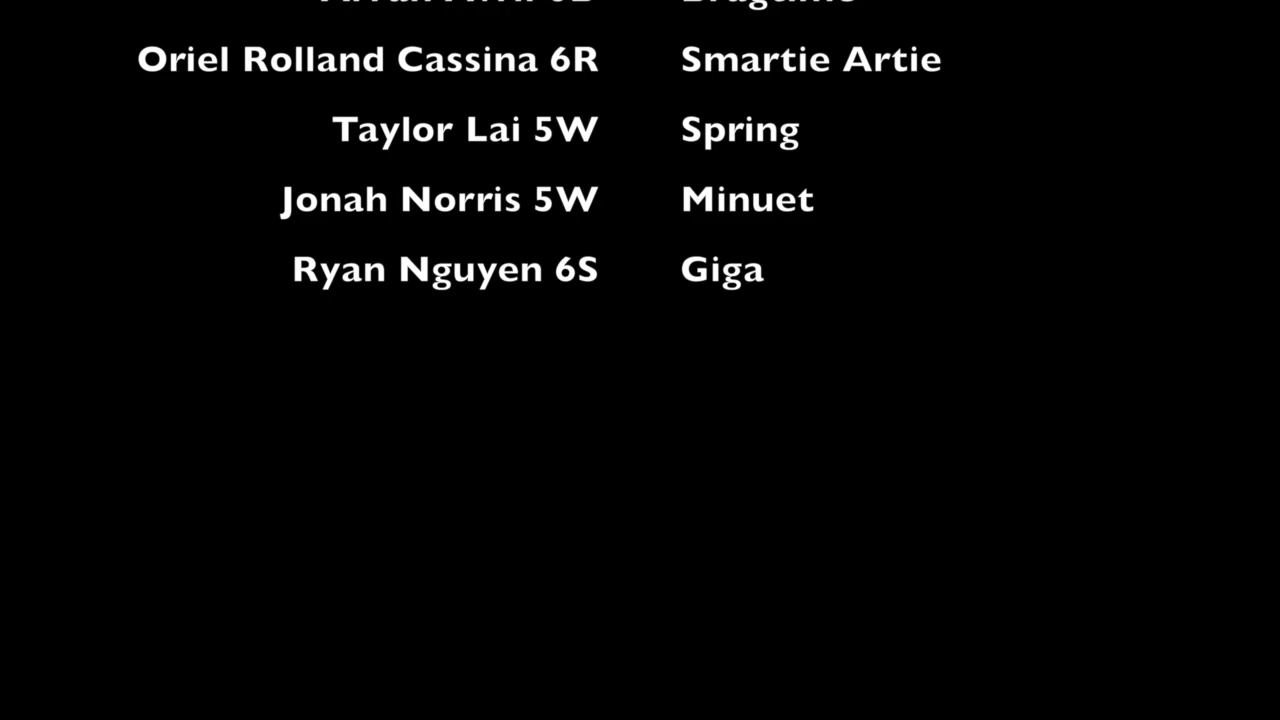 Oriel Rolland Cassina 6R Smartie Artie
Taylor Lai 5W Spring
Jonah Norris 5W Minuet
Ryan Nguyen 6S Giga